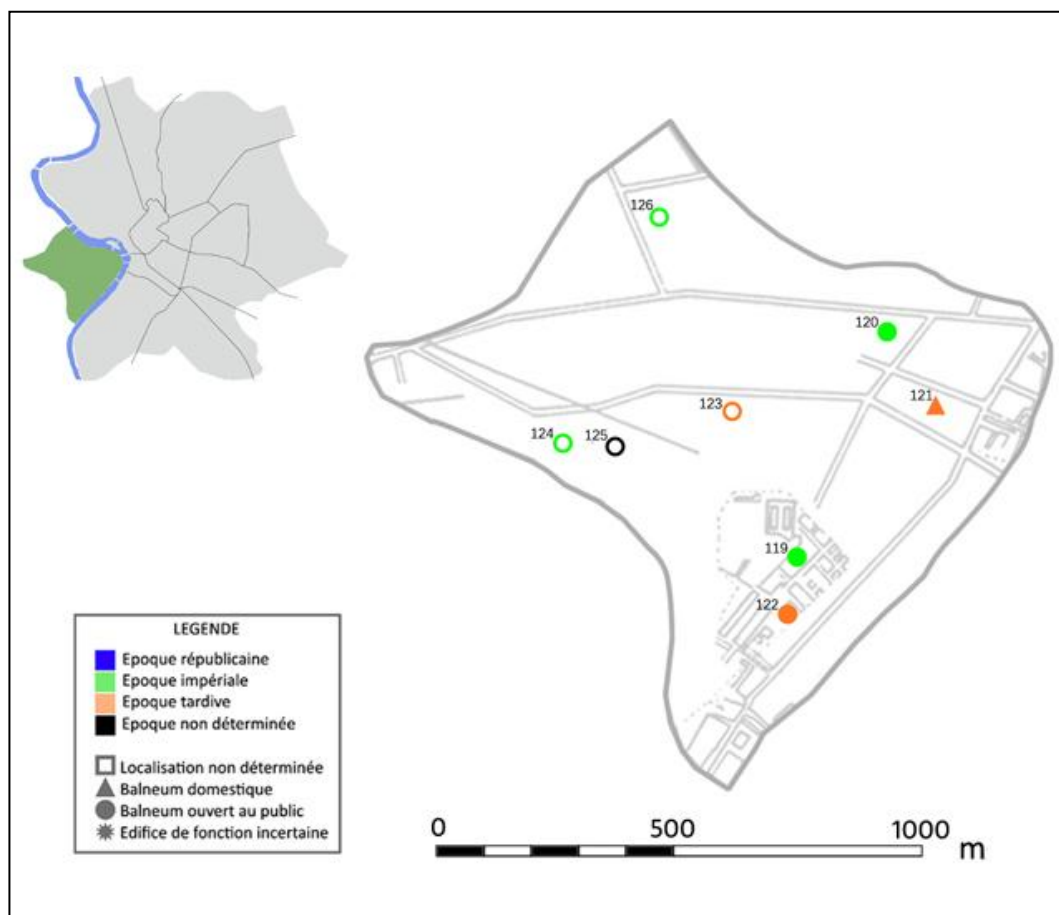 126
120
121
123
124
125
119
122
LEGENDE
Epoque républicaine
Epoque impériale
Epoque tardive
Epoque non déterminée
Localisation non déterminée
Balneum domestique
Balneum ouvert au public
Edifice de fonction incertaine
0 500 1000
m